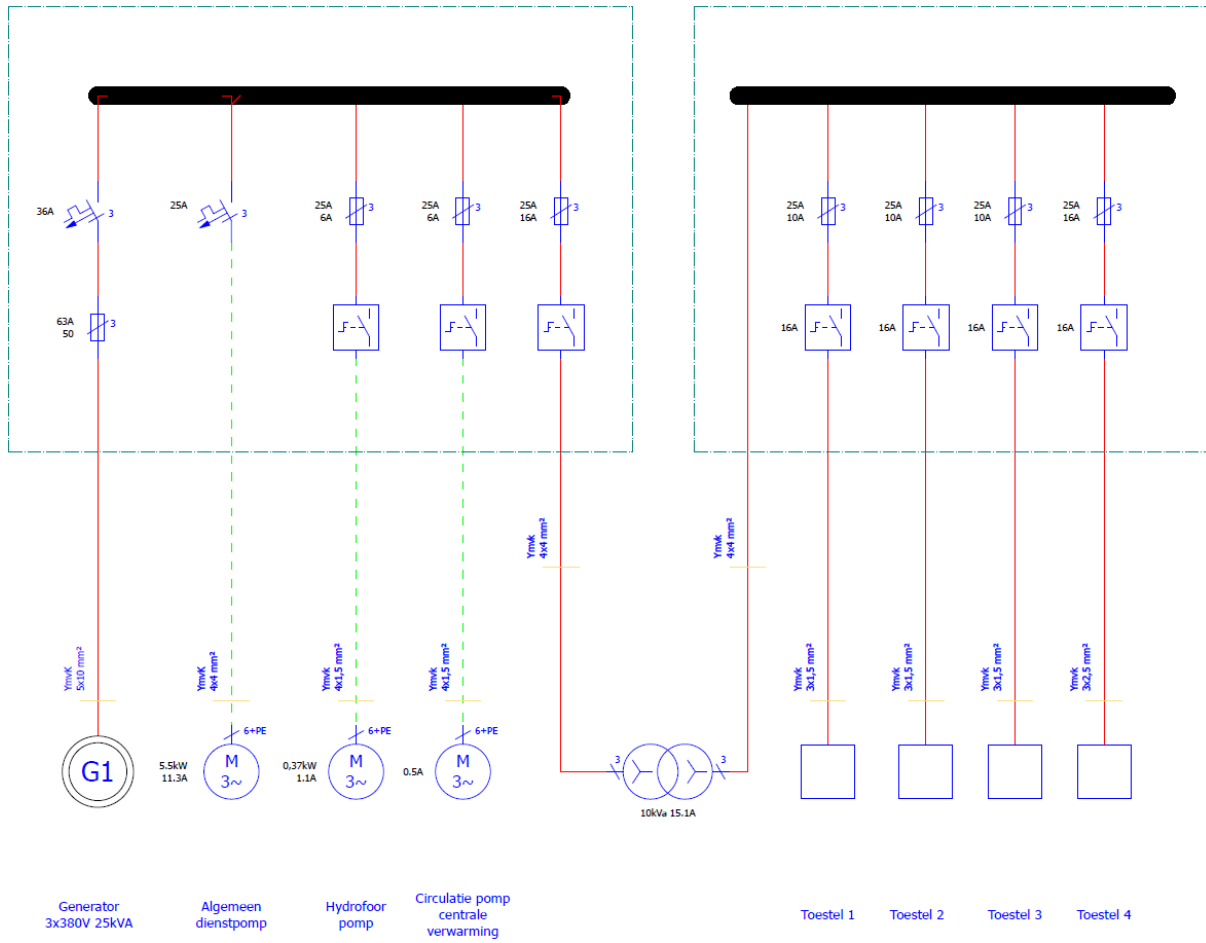 36A
3
25A
3
25A
6A
3
25A
6A
3
25A
16A
3
25A
10A
3
25A
10A
3
25A
10A
3
25A
16A
3
63A
50
3
16A
16A
16A
16A
Ymvk
4x4 mm²
Ymvk
4x4 mm²
YmvK
5x10 mm²
YmvK
4x4 mm²
Ymvk
4x1,5 mm²
Ymvk
4x1,5 mm²
Ymvk
3x1,5 mm²
Ymvk
3x1,5 mm²
Ymvk
3x1,5 mm²
Ymvk
3x2,5 mm²
6+PE
6+PE
6+PE
G1
5.5kW
11.3A
M
3~
0,37kW
1.1A
M
3~
0.5A
M
3~
3
3
10kVa 15.1A
Generator
3x380V 25kVA
Algemeen
dienstpomp
Hydrofoor
pomp
Circulatie pomp
centrale
verwarming
Toestel 1
Toestel 2
Toestel 3
Toestel 4